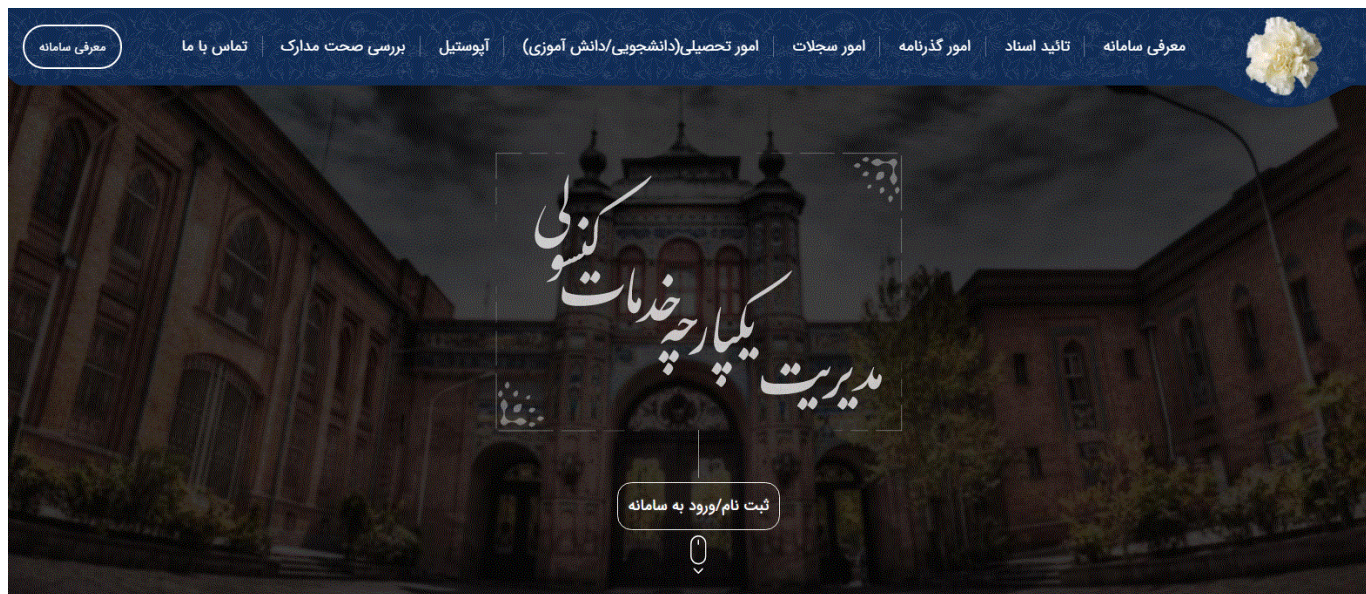 معرفی سامانه
تائید اسناد
امور گذرنامه
امور سجلات
امور تحصیلی(دانشجویی/دانش آموزی)
آپوستیل
بررسی صحت مدارک
تماس با ما
معرفی سامانه
مدیریت یکپارچه خدمات کنسولی
ثبت نام/ورود به سامانه